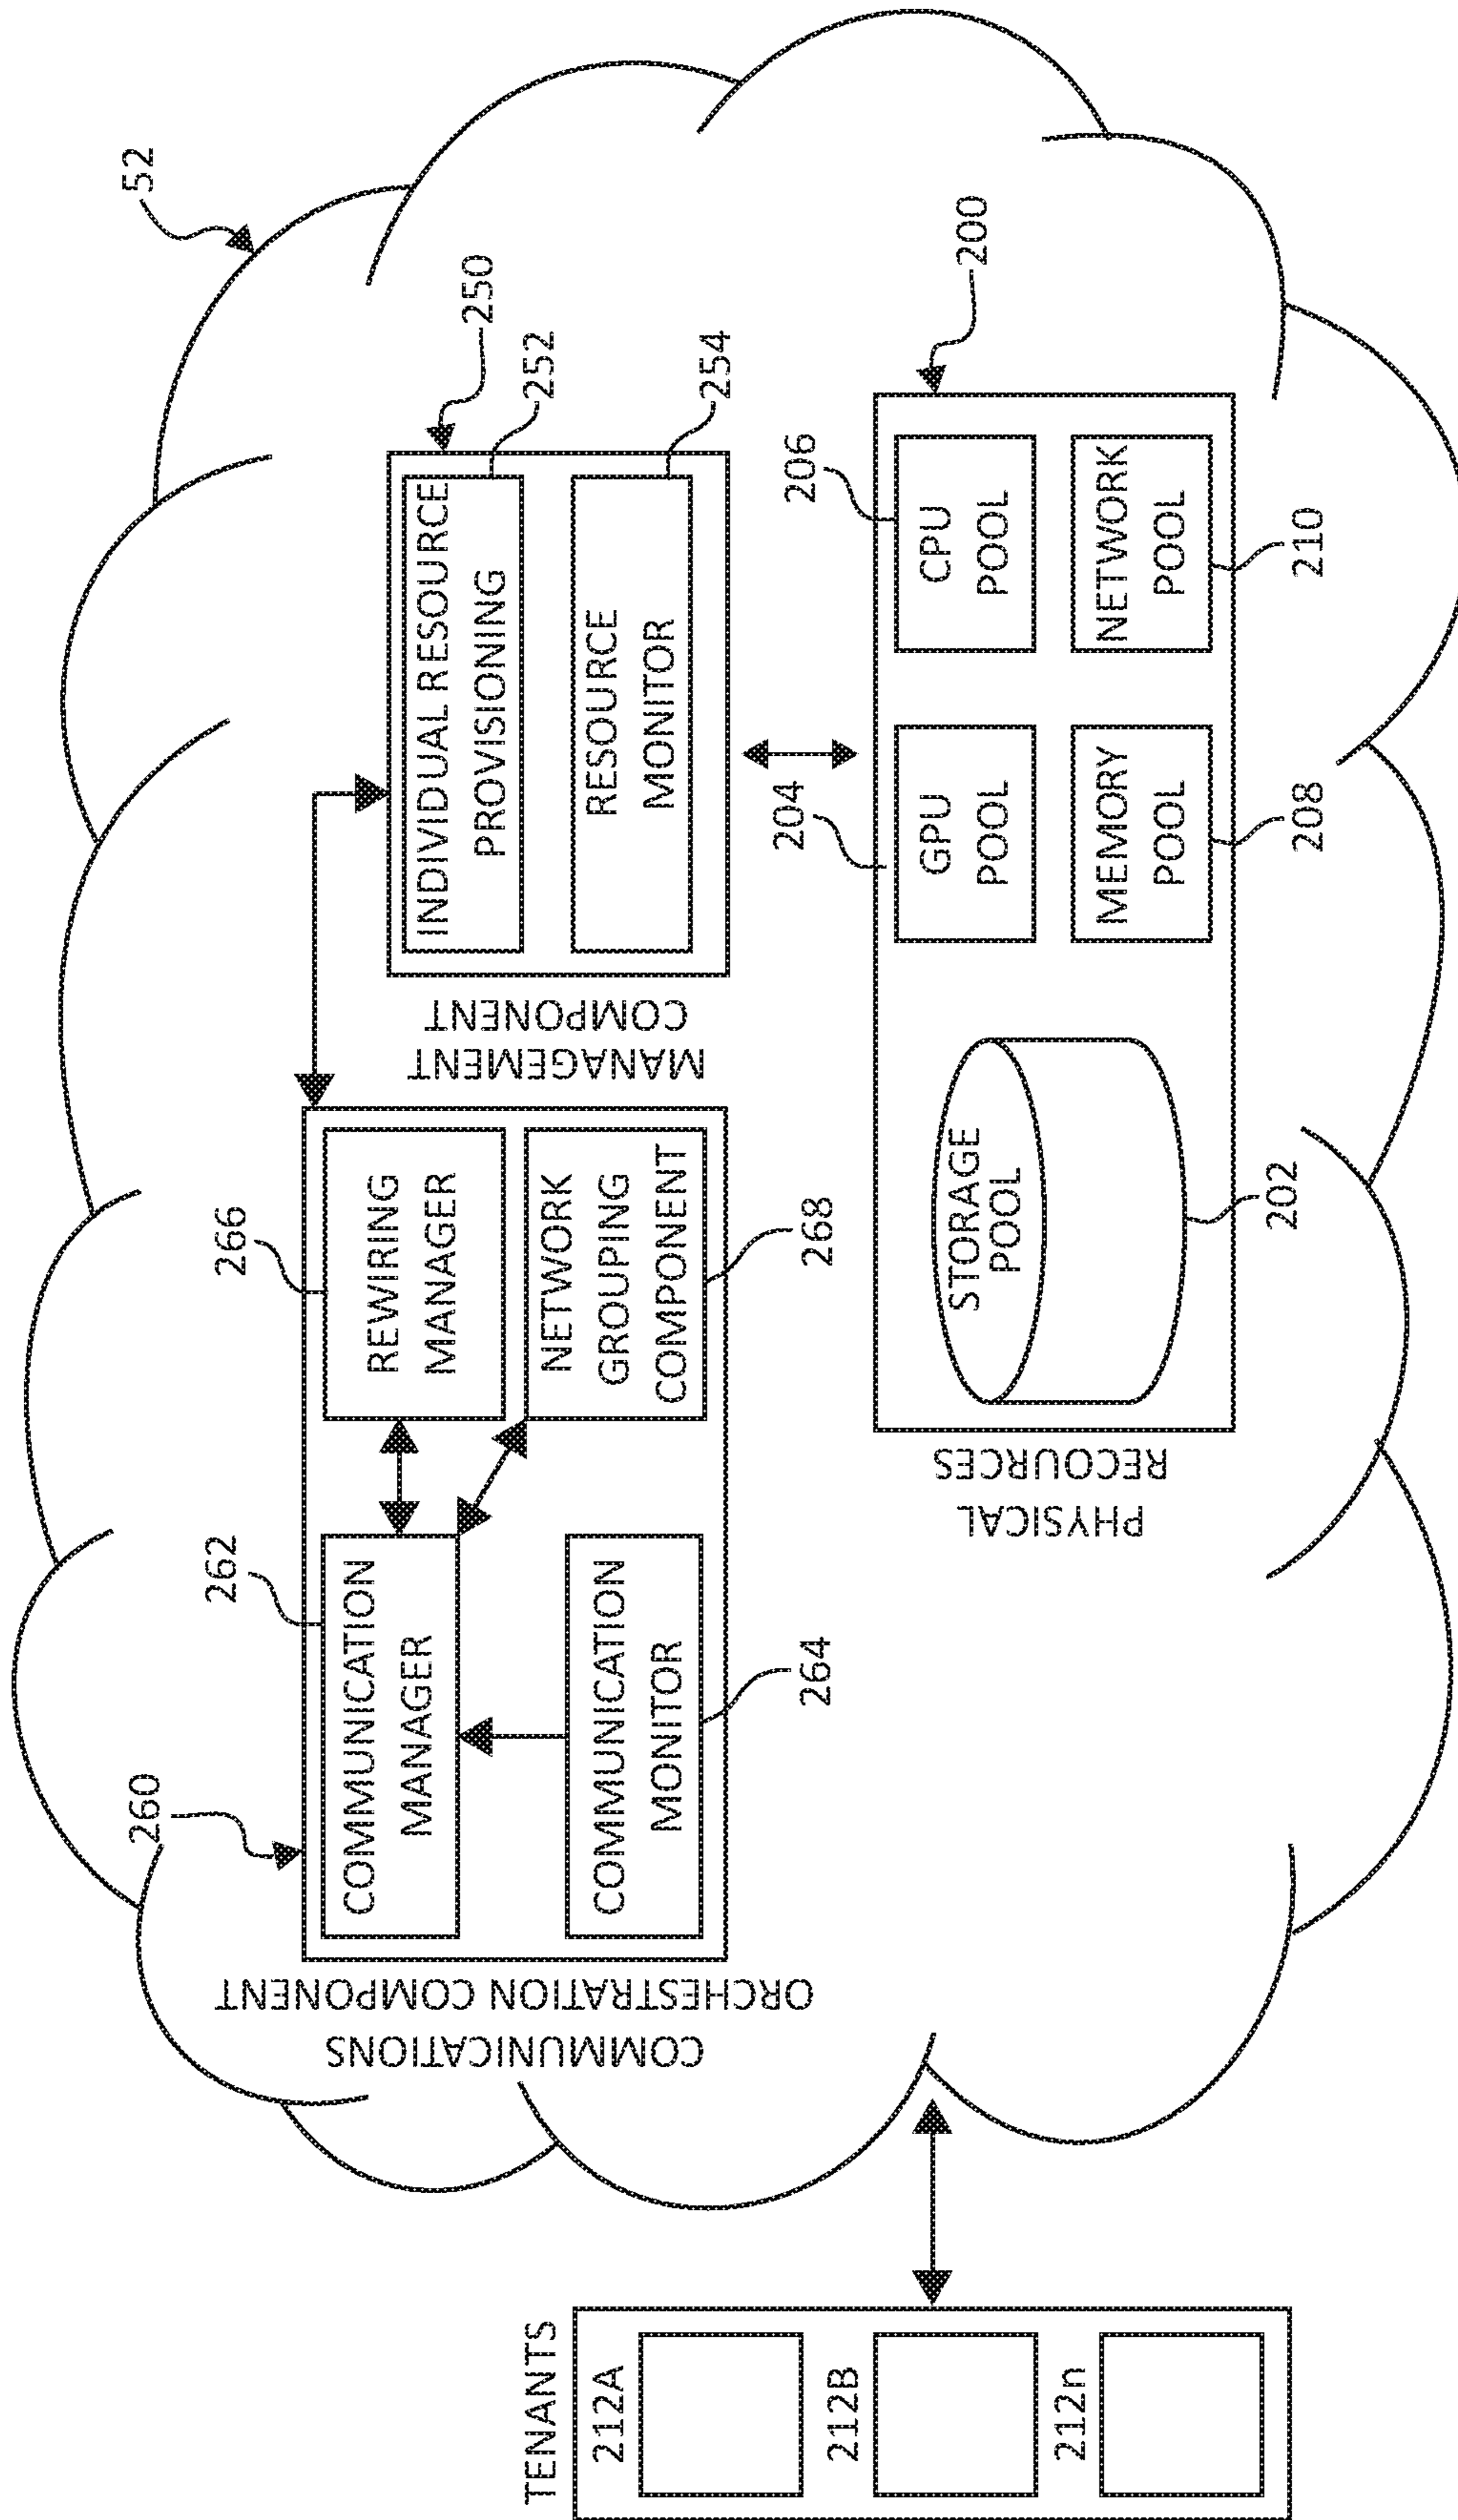 52
260
262
266
COMMUNICATIONS
ORCHESTRATION COMPONENT
COMMUNICATION
MANAGER
REWIRING
MANAGER
COMMUNICATION
MONITOR
NETWORK
GROUPING
COMPONENT
264
268
250
MANAGEMENT
COMPONENT
INDIVIDUAL RESOURCE
PROVISIONING
252
RESOURCE
MONITOR
254
TENANTS
212A
212B
212n
200
204
206
PHYSICAL
RECOURCES
STORAGE
POOL
GPU
POOL
CPU
POOL
MEMORY
POOL
NETWORK
POOL
202
208
210